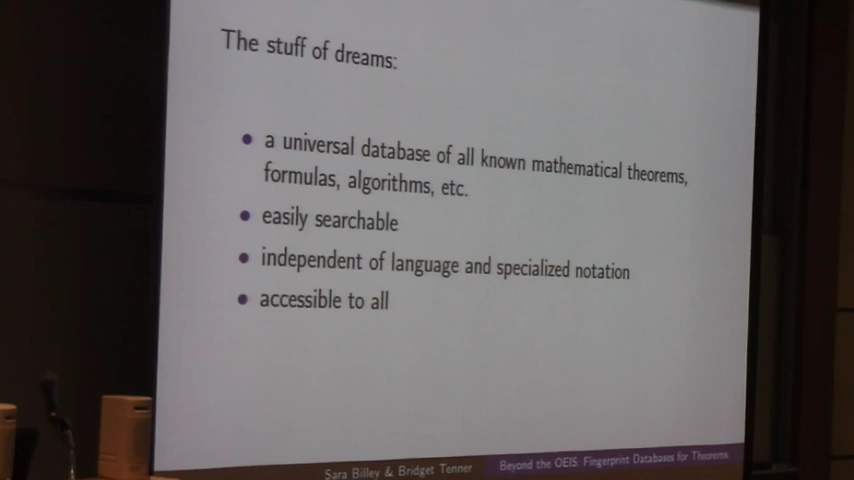 The stuff of dreams:
• a universal database of all known mathematical theorems,
formulas, algorithms, etc.
• easily searchable
• independent of language and specialized notation
• accessible to all
Sara Billey & Bridget Tenner
Beyond the OEIS: Fingerprint Databases for Theorems